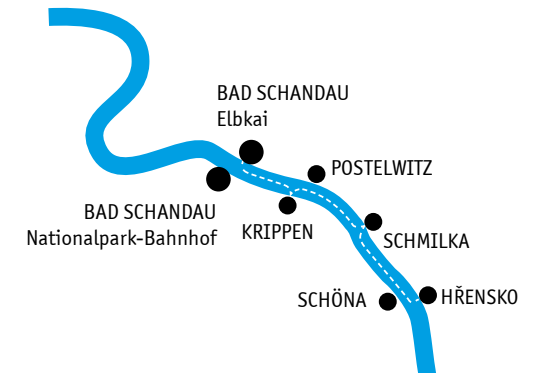 BAD SCHANDAU
Elbkai
POSTELWITZ
BAD SCHANDAU
Nationalpark-Bahnhof
KRIPPEN
SCHMILKA
SCHÖNA
HŘENSKO